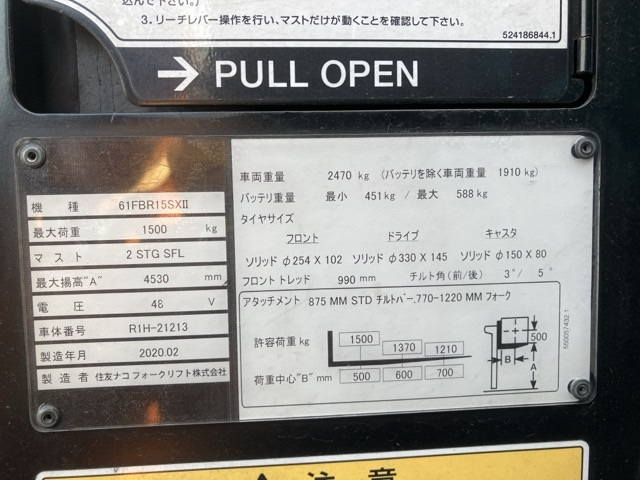 込んで下さい。)
3. リーチレバー操作を行い、マストだけが動くことを確認して下さい。
524186844.1
→ PULL OPEN
機 種 61FBR15SXⅡ
最大荷重 1500 kg
マ ス ト 2 STG SFL
最大揚高"A" 4530 mm
電 圧 48 V
車体番号 R1H-21213
製造年月 2020.02
製 造 者 住友ナコ フォークリフト株式会社
車両重量 2470 kg (バッテリを除く車両重量 1910 kg)
バッテリ重量 最小 451 kg / 最大 588 kg
タイヤサイズ
フロント ドライブ キャスタ
ソリッド φ254 X 102 ソリッド φ330 X 145 ソリッド φ150 X 80
フロント トレッド 990 mm チルト角(前/後) 3°/ 5°
アタッチメント 875 MM STD チルトバー,770-1220 MM フォーク
許容荷重 kg 1500 1370 1210
荷重中心"B" mm 500 600 700
500
B
A
550057432.1
注 意